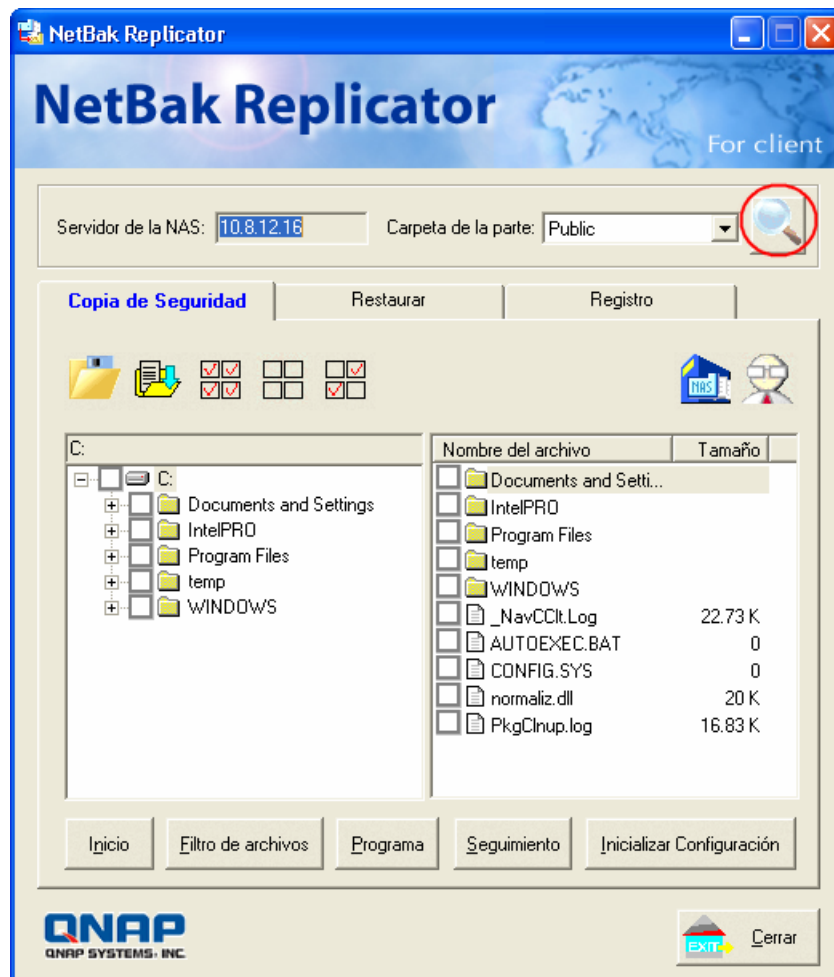 NetBak Replicator
NetBak Replicator
For client
Servidor de la NAS: 10.8.12.16 Carpeta de la parte: Public
Copia de Seguridad Restaurar Registro
NAS
C:
C:
Documents and Settings
IntelPRO
Program Files
temp
WINDOWS
Nombre del archivo Tamaño
Documents and Setti...
IntelPRO
Program Files
temp
WINDOWS
_NavCClt.Log 22.73 K
AUTOEXEC.BAT 0
CONFIG.SYS 0
normaliz.dll 20 K
PkgClnup.log 16.83 K
Inicio Filtro de archivos Programa Seguimiento Inicializar Configuración
QNAP
QNAP SYSTEMS, INC
EXIT Cerrar